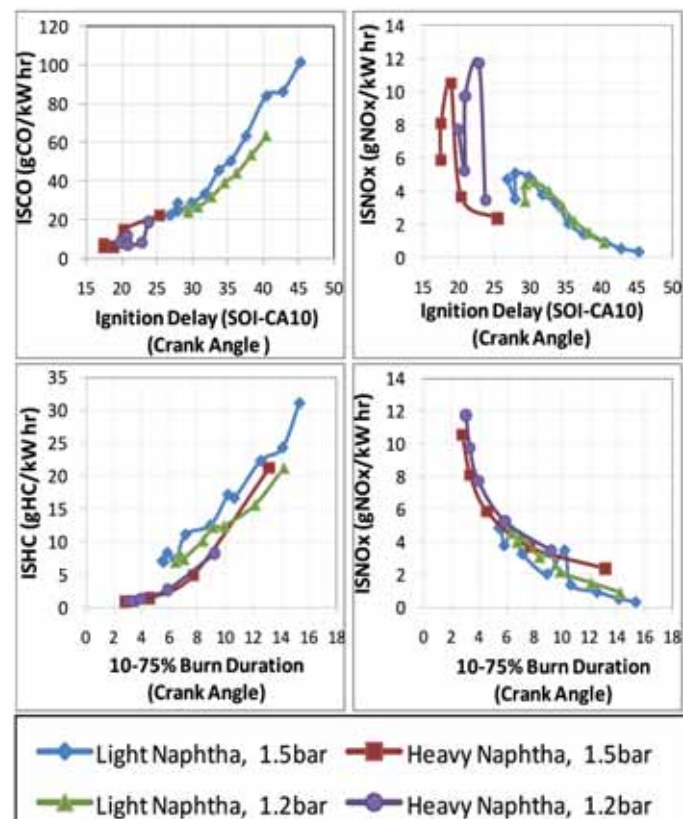 ISCO (gCO/kW hr)
120
100
80
60
40
20
0
15 20 25 30 35 40 45 50
Ignition Delay (SOI-CA10)
(Crank Angle )
ISNOx (gNOx/kW hr)
14
12
10
8
6
4
2
0
15 20 25 30 35 40 45 50
Ignition Delay (SOI-CA10)
(Crank Angle)
ISHC (gHC/kW hr)
35
30
25
20
15
10
5
0
0 2 4 6 8 10 12 14 16 18
10-75% Burn Duration
(Crank Angle)
ISNOx (gNOx/kW hr)
14
12
10
8
6
4
2
0
0 2 4 6 8 10 12 14 16 18
10-75% Burn Duration
(Crank Angle)
Light Naphtha, 1.5bar
Heavy Naphtha, 1.5bar
Light Naphtha, 1.2bar
Heavy Naphtha, 1.2bar